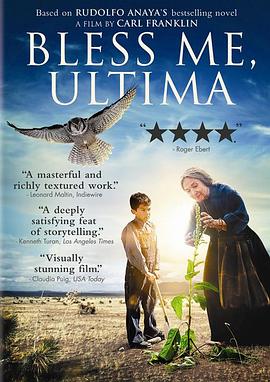 Based on RUDOLFO ANAYA'S bestselling novel
A FILM BY CARL FRANKLIN
BLESS ME,
ULTIMA
“★★★★”
- Roger Ebert
“A masterful and
richly textured work.”
- Leonard Maltin, Indiewire
“A deeply
satisfying feat
of storytelling.”
- Kenneth Turan, Los Angeles Times
“Visually
stunning film.”
- Claudia Puig, USA Today